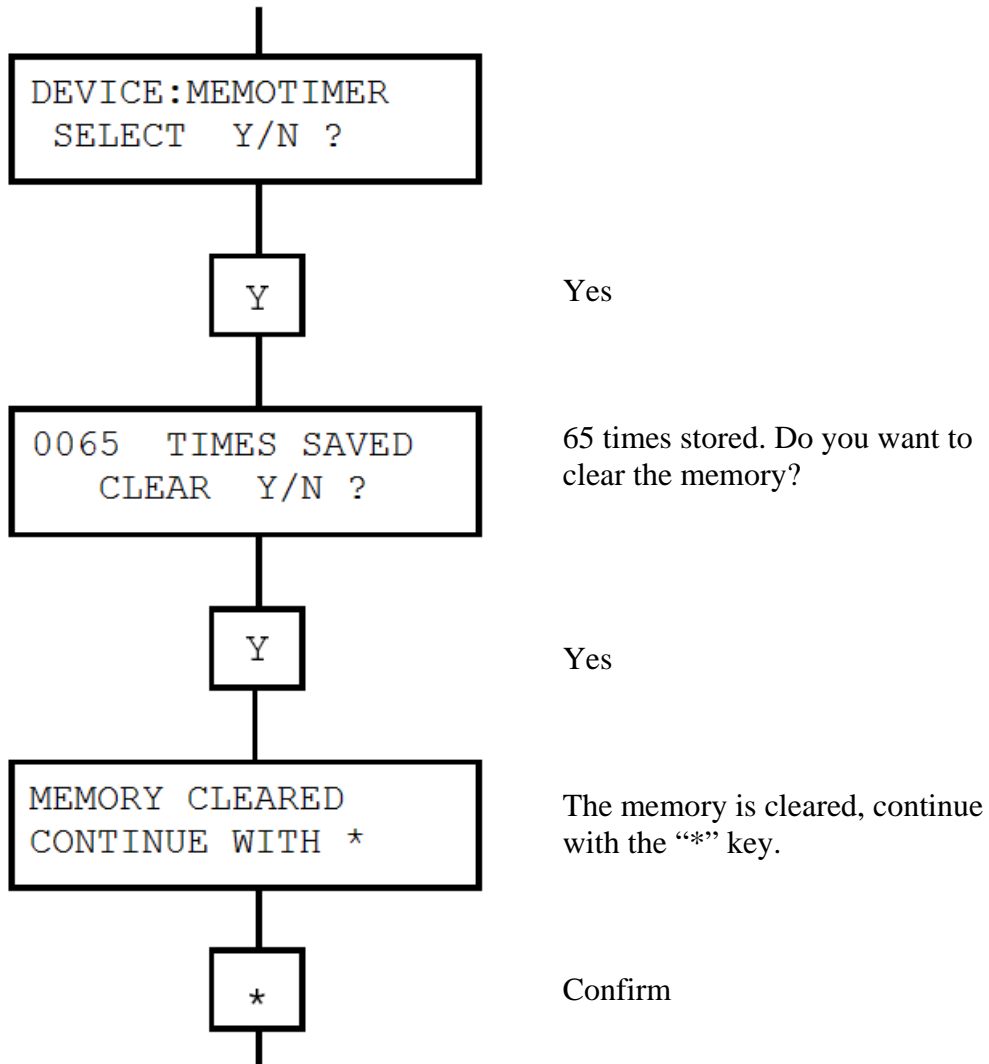 DEVICE:MEMOTIMER
SELECT Y/N ?
Y
Yes
0065 TIMES SAVED
CLEAR Y/N ?
65 times stored. Do you want to
clear the memory?
Y
Yes
MEMORY CLEARED
CONTINUE WITH *
The memory is cleared, continue
with the “*” key.
*
Confirm